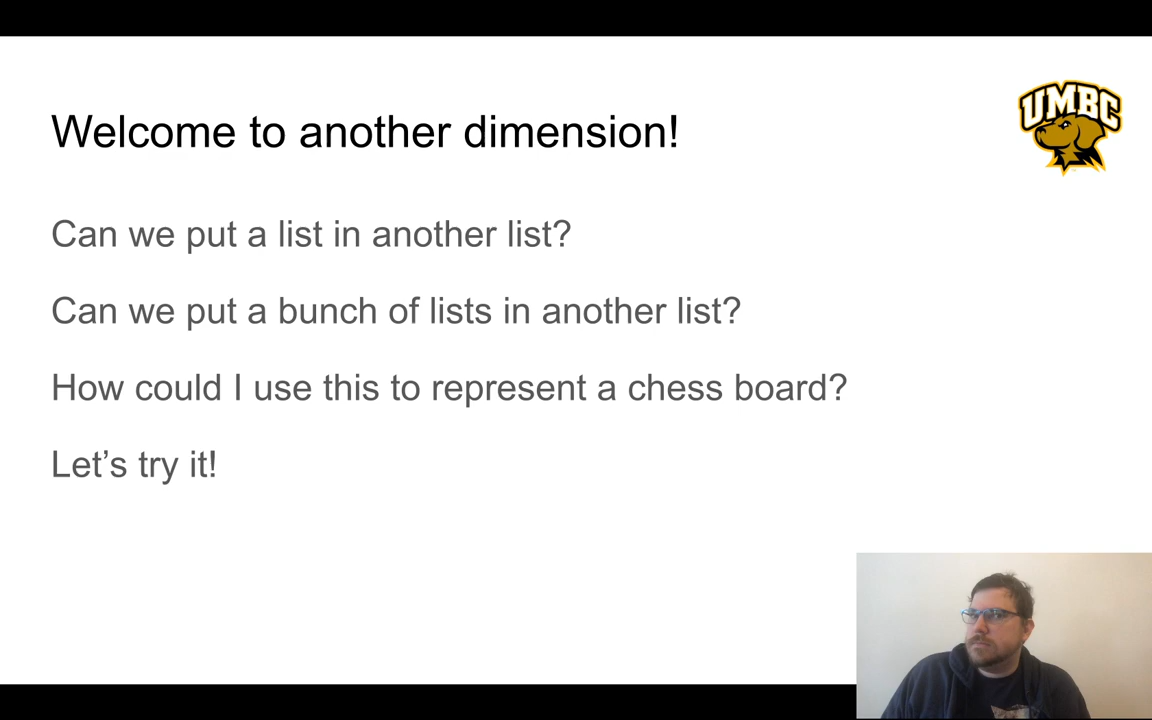 UMBC
Welcome to another dimension!
Can we put a list in another list?
Can we put a bunch of lists in another list?
How could I use this to represent a chess board?
Let’s try it!